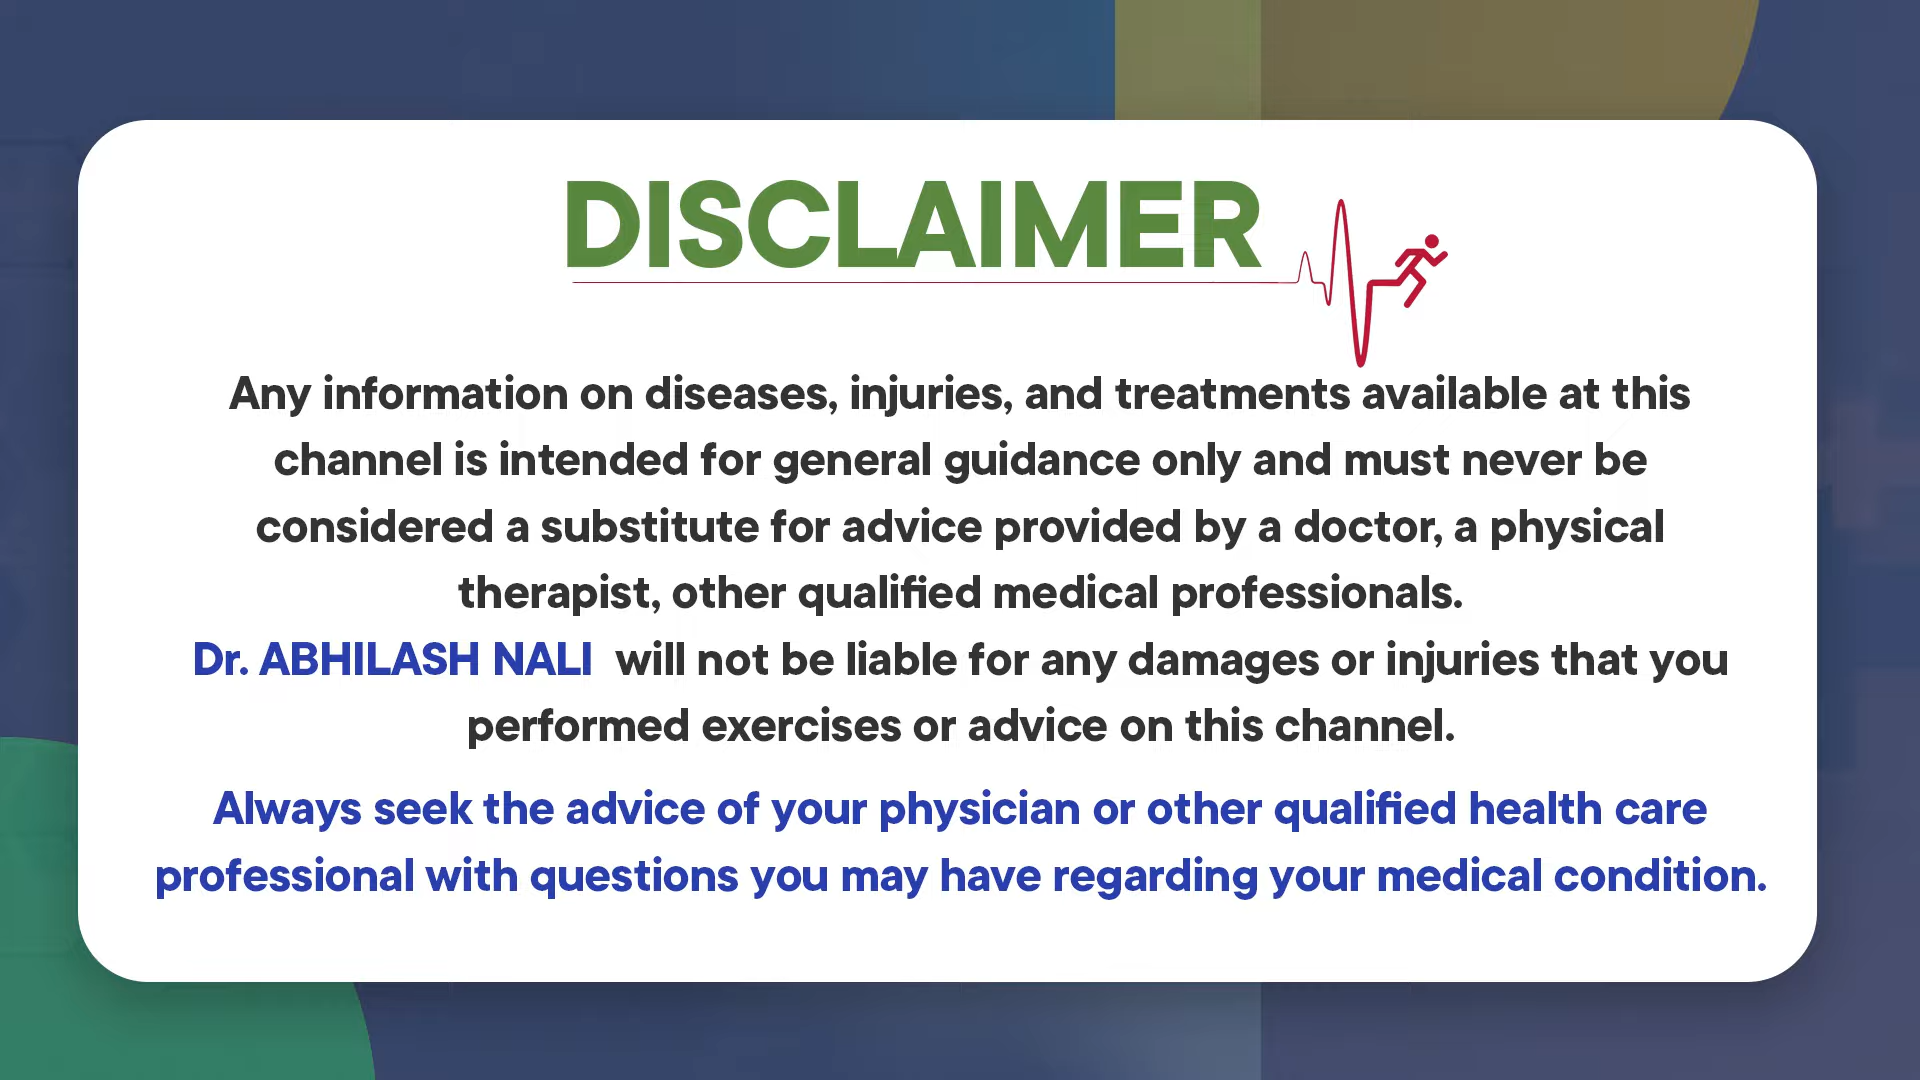 DISCLAIMER
Any information on diseases, injuries, and treatments available at this
channel is intended for general guidance only and must never be
considered a substitute for advice provided by a doctor, a physical
therapist, other qualified medical professionals.
Dr. ABHILASH NALI will not be liable for any damages or injuries that you
performed exercises or advice on this channel.
Always seek the advice of your physician or other qualified health care
professional with questions you may have regarding your medical condition.